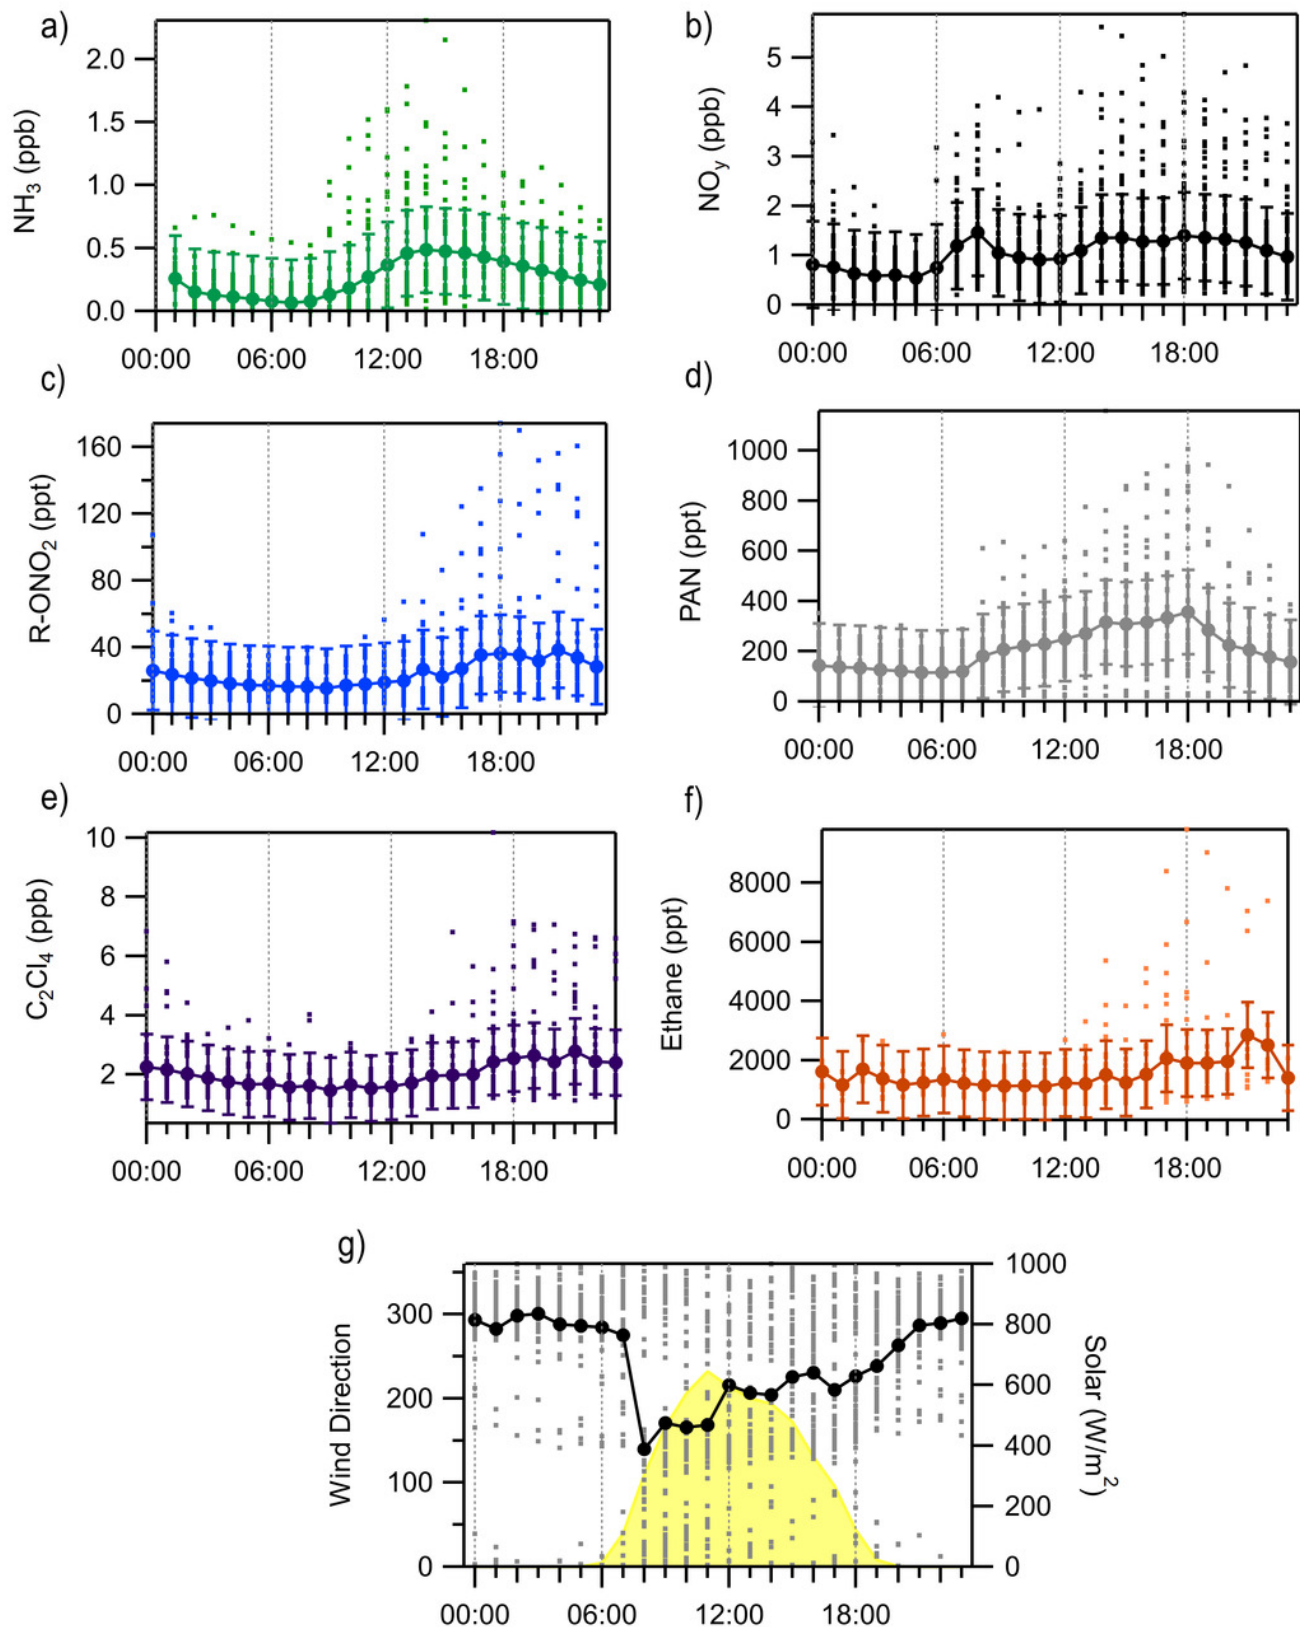 a)
NH3 (ppb)
2.0
1.5
1.0
0.5
0.0
00:00 06:00 12:00 18:00
b)
NOy (ppb)
5
4
3
2
1
0
00:00 06:00 12:00 18:00
c)
R-ONO2 (ppt)
160
120
80
40
0
00:00 06:00 12:00 18:00
d)
PAN (ppt)
1000
800
600
400
200
0
00:00 06:00 12:00 18:00
e)
C2Cl4 (ppb)
10
8
6
4
2
00:00 06:00 12:00 18:00
f)
Ethane (ppt)
8000
6000
4000
2000
0
00:00 06:00 12:00 18:00
g)
Wind Direction
300
200
100
0
1000
800
600
400
200
0
Solar (W/m2)
00:00 06:00 12:00 18:00